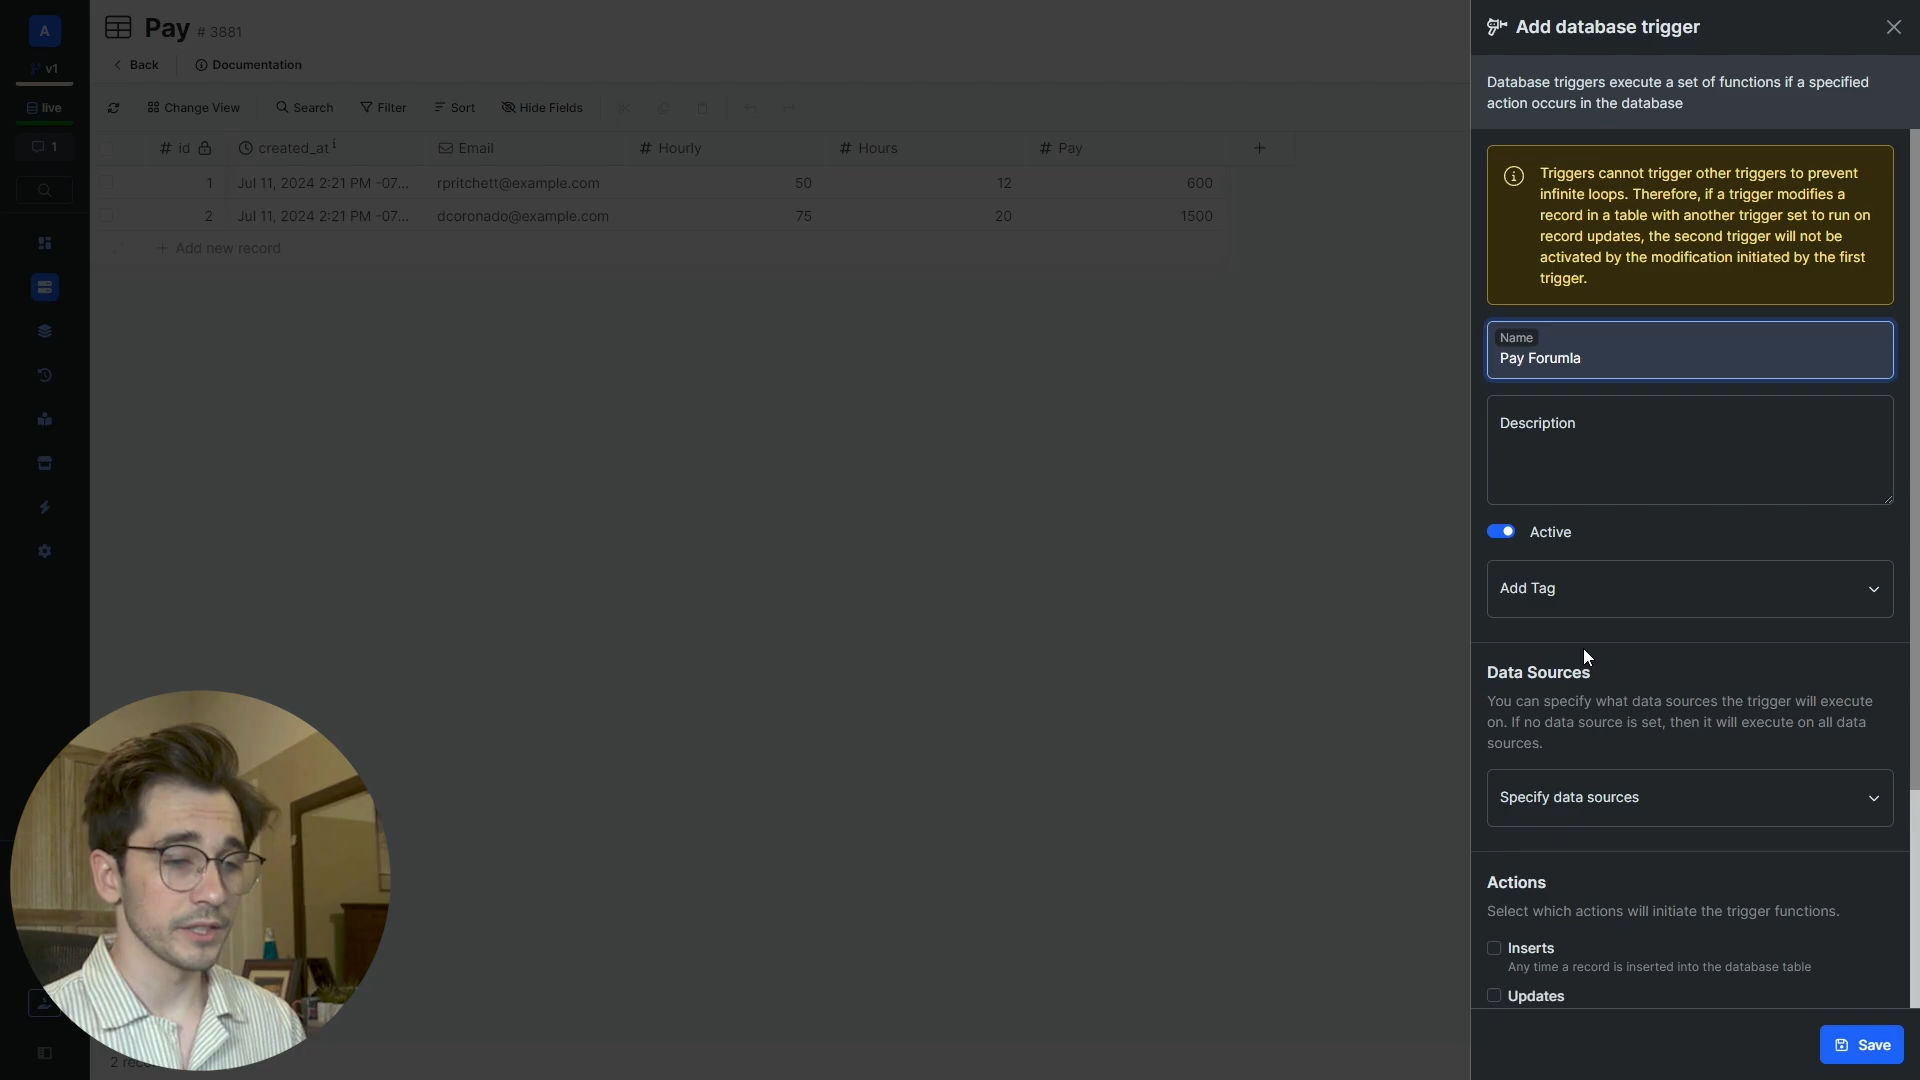 A
Pay # 3881
v1
Back
Documentation
live
Change View
Search
Filter
Sort
Hide Fields
1
# id
created_at
Email
# Hourly
# Hours
# Pay
1
Jul 11, 2024 2:21 PM -07...
rpritchett@example.com
50
12
600
2
Jul 11, 2024 2:21 PM -07...
dcoronado@example.com
75
20
1500
+ Add new record
Add database trigger
Database triggers execute a set of functions if a specified
action occurs in the database
Triggers cannot trigger other triggers to prevent
infinite loops. Therefore, if a trigger modifies a
record in a table with another trigger set to run on
record updates, the second trigger will not be
activated by the modification initiated by the first
trigger.
Name
Pay Forumla
Description
Active
Add Tag
Data Sources
You can specify what data sources the trigger will execute
on. If no data source is set, then it will execute on all data
sources.
Specify data sources
Actions
Select which actions will initiate the trigger functions.
Inserts
Any time a record is inserted into the database table
Updates
Save